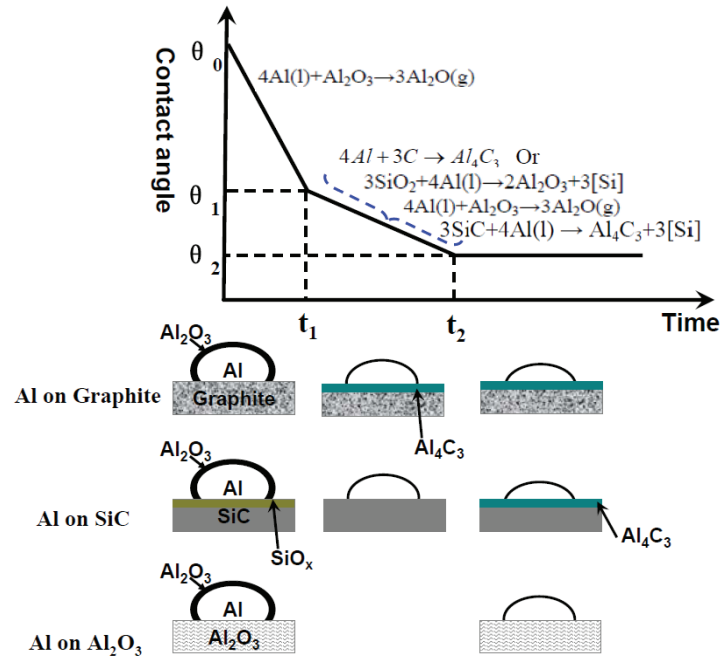 Contact angle
θ0
4Al(l)+Al₂O₃→3Al₂O(g)
4Al + 3C → Al₄C₃ Or
3SiO₂+4Al(l)→2Al₂O₃+3[Si]
θ1
4Al(l)+Al₂O₃→3Al₂O(g)
3SiC+4Al(l) → Al₄C₃+3[Si]
θ2
t₁
t₂
Time
Al₂O₃
Al
Al on Graphite
Graphite
Al₄C₃
Al₂O₃
Al
Al on SiC
SiC
SiOₓ
Al₄C₃
Al₂O₃
Al
Al on Al₂O₃
Al₂O₃